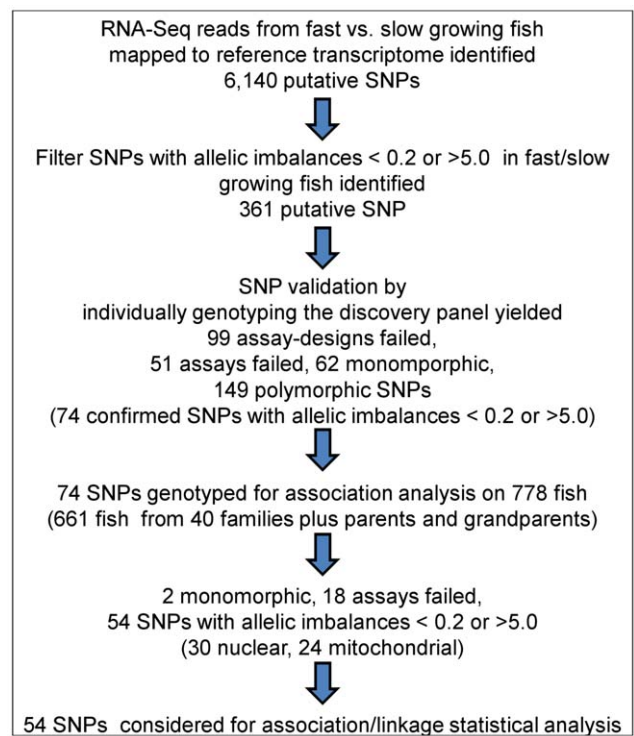 RNA-Seq reads from fast vs. slow growing fish
mapped to reference transcriptome identified
6,140 putative SNPs
Filter SNPs with allelic imbalances < 0.2 or >5.0 in fast/slow
growing fish identified
361 putative SNP
SNP validation by
individually genotyping the discovery panel yielded
99 assay-designs failed,
51 assays failed, 62 monomporphic,
149 polymorphic SNPs
(74 confirmed SNPs with allelic imbalances < 0.2 or >5.0)
74 SNPs genotyped for association analysis on 778 fish
(661 fish from 40 families plus parents and grandparents)
2 monomorphic, 18 assays failed,
54 SNPs with allelic imbalances < 0.2 or >5.0
(30 nuclear, 24 mitochondrial)
54 SNPs considered for association/linkage statistical analysis